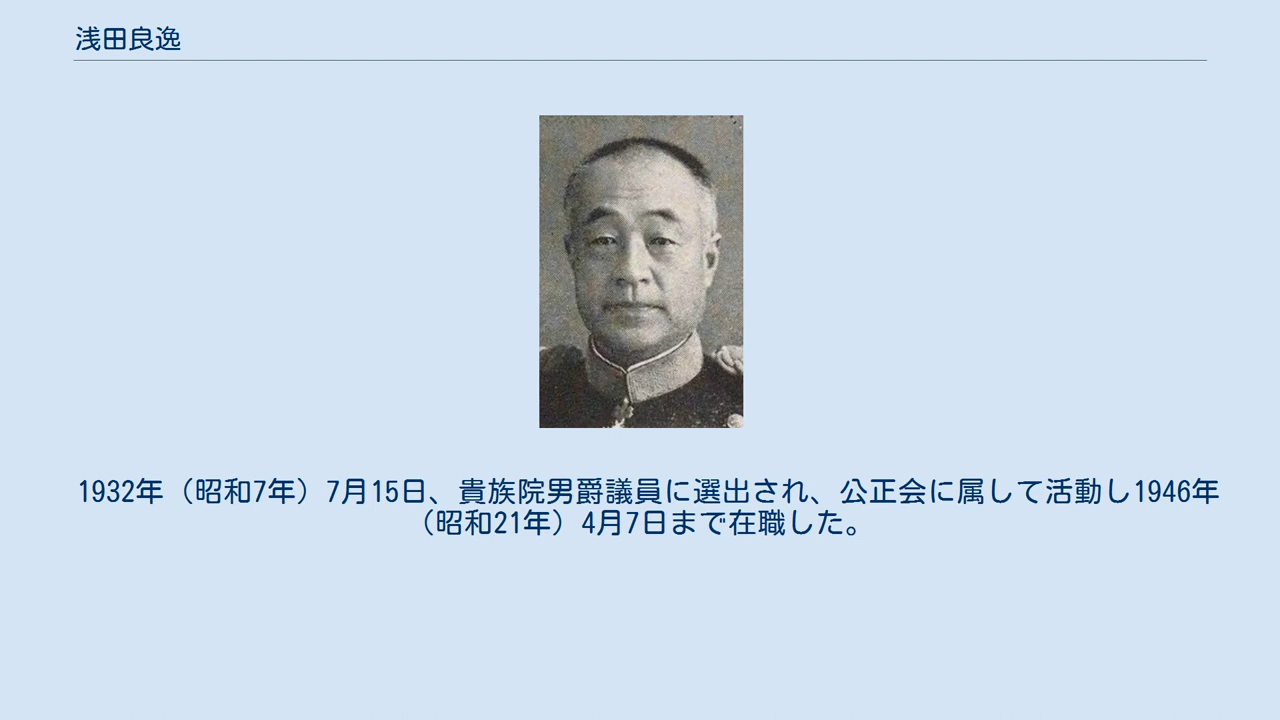 浅田良逸
1932年（昭和7年）7月15日、貴族院男爵議員に選出され、公正会に属して活動し1946年
（昭和21年）4月7日まで在職した。